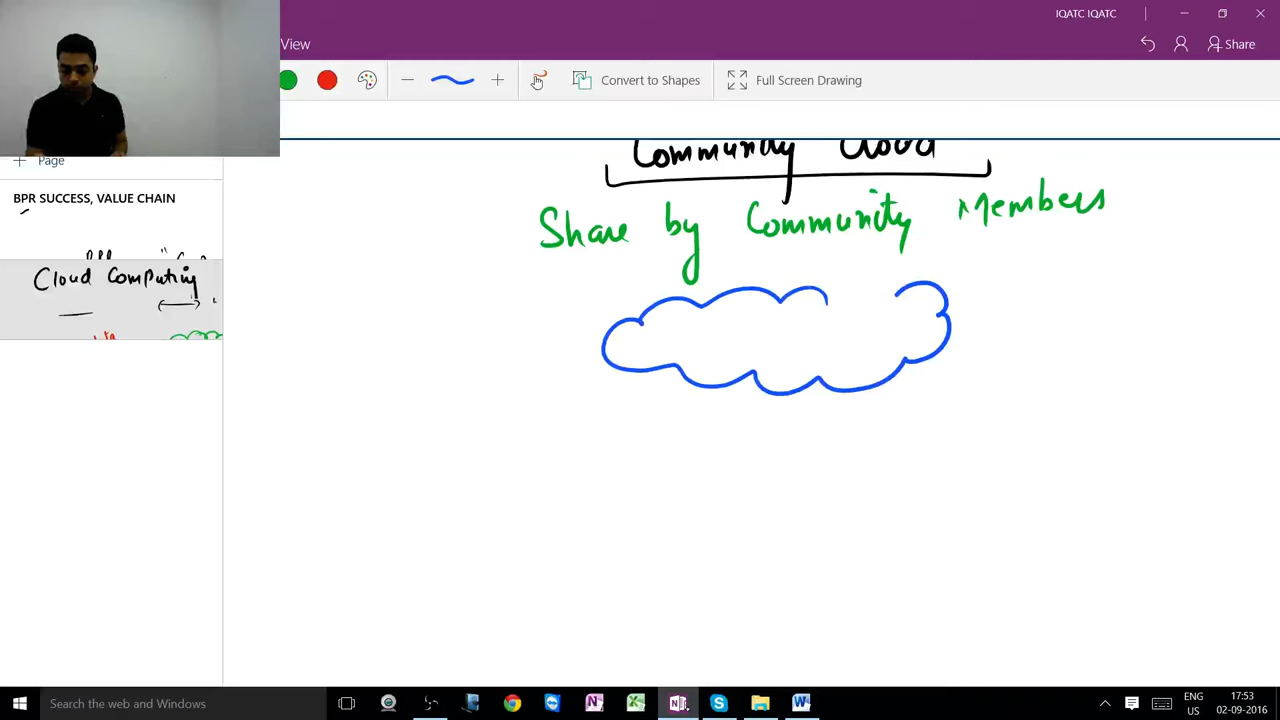 IQATC IQATC
View
Share
Convert to Shapes
Full Screen Drawing
Page
BPR SUCCESS, VALUE CHAIN
Cloud Computing
Community Cloud
Share by Community Members
Search the web and Windows
ENG
US
17:53
02-09-2016